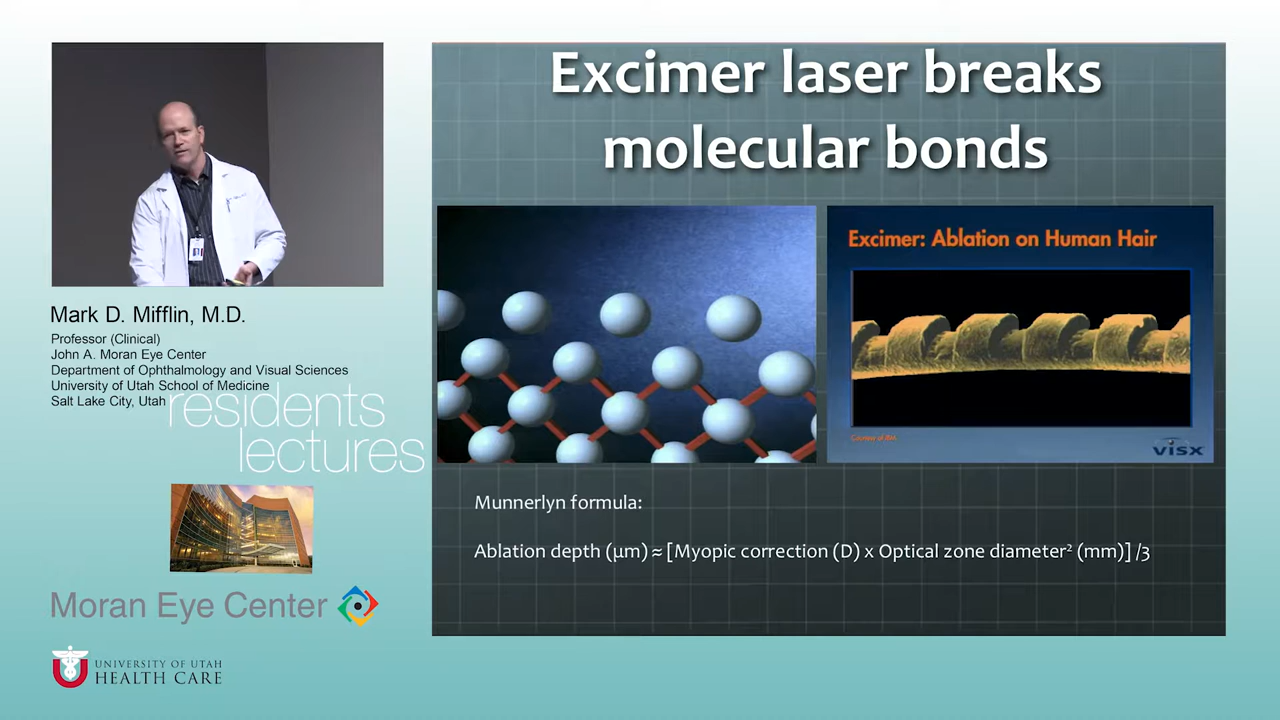 Excimer laser breaks
molecular bonds
Mark D. Mifflin, M.D.
Professor (Clinical)
John A. Moran Eye Center
Department of Ophthalmology and Visual Sciences
University of Utah School of Medicine
Salt Lake City, Utah
residents
lectures
Moran Eye Center
UNIVERSITY OF UTAH
HEALTH CARE
Excimer: Ablation on Human Hair
VISX
Munnerlyn formula:
Ablation depth (μm) ≈ [Myopic correction (D) x Optical zone diameter² (mm)] /3